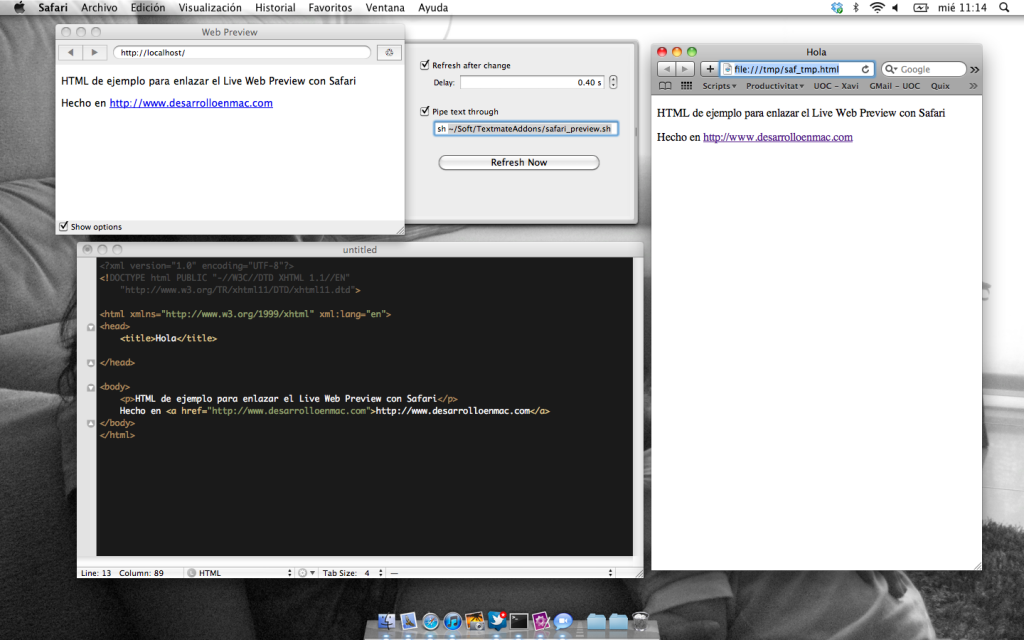 Safari Archivo Edición Visualización Historial Favoritos Ventana Ayuda mié 11:14
Web Preview
http://localhost/
HTML de ejemplo para enlazar el Live Web Preview con Safari
Hecho en http://www.desarrolloenmac.com
Show options
Refresh after change
Delay: 0.40 s
Pipe text through
sh ~/Soft/TextmateAddons/safari_preview.sh
Refresh Now
Hola
file:///tmp/saf_tmp.html Google
Scripts Productivitat UOC - Xavi GMail - UOC Quix
HTML de ejemplo para enlazar el Live Web Preview con Safari
Hecho en http://www.desarrolloenmac.com
untitled
<?xml version="1.0" encoding="UTF-8"?>
<!DOCTYPE html PUBLIC "-//W3C//DTD XHTML 1.1//EN"
"http://www.w3.org/TR/xhtml11/DTD/xhtml11.dtd">
<html xmlns="http://www.w3.org/1999/xhtml" xml:lang="en">
<head>
<title>Hola</title>
</head>
<body>
<p>HTML de ejemplo para enlazar el Live Web Preview con Safari</p>
Hecho en <a href="http://www.desarrolloenmac.com">http://www.desarrolloenmac.com</a>
</body>
</html>
Line: 13 Column: 89 HTML Tab Size: 4 —